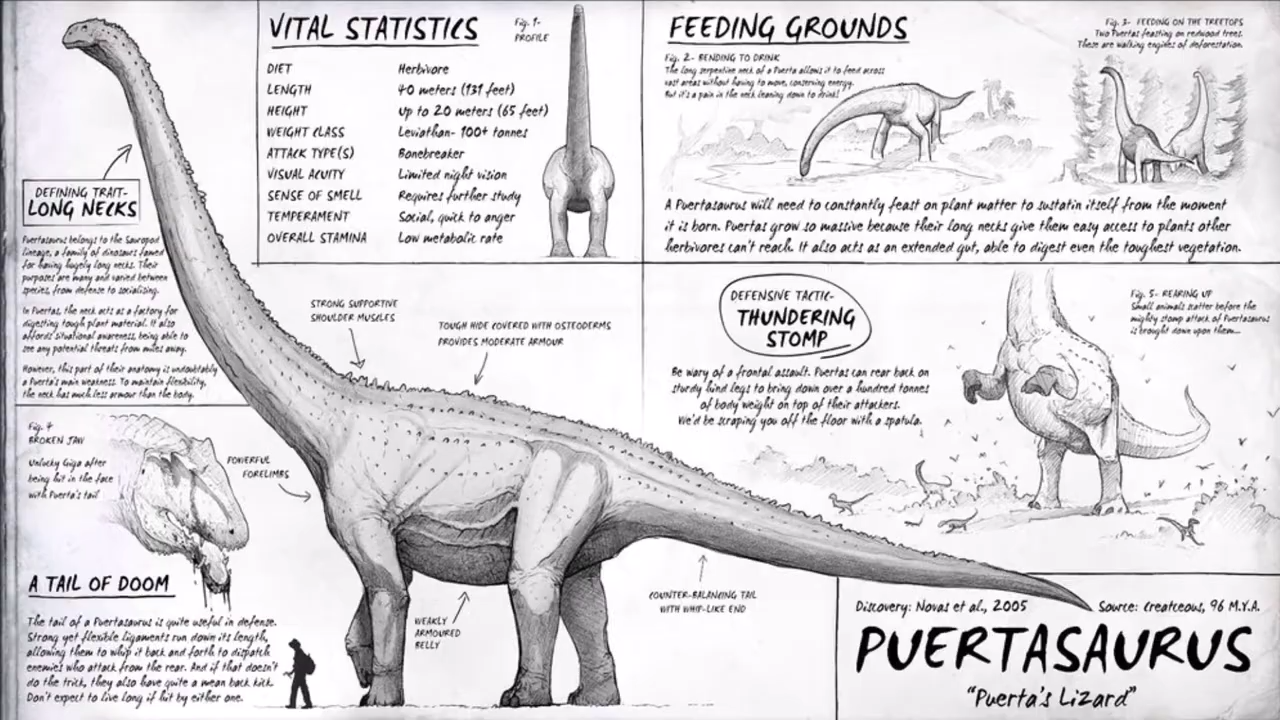 VITAL STATISTICS
Fig. 1-
PROFILE
DIET Herbivore
LENGTH 40 meters (131 feet)
HEIGHT Up to 20 meters (65 feet)
WEIGHT CLASS Leviathan- 100+ tonnes
ATTACK TYPE(S) Bonebreaker
VISUAL ACUITY Limited night vision
SENSE OF SMELL Requires further study
TEMPERAMENT Social, quick to anger
OVERALL STAMINA Low metabolic rate
FEEDING GROUNDS
Fig. 2- BENDING TO DRINK
The long serpentine neck of a Puerta allows it to feed across
vast areas without having to move, conserving energy.
But it's a pain in the neck leaning down to drink!
Fig. 3- FEEDING ON THE TREETOPS
Two Puertas feasting on redwood trees.
These are walking engines of deforestation.
A Puertasaurus will need to constantly feast on plant matter to sustatin itself from the moment
it is born. Puertas grow so massive because their long necks give them easy access to plants other
herbivores can't reach. It also acts as an extended gut, able to digest even the toughest vegetation.
DEFINING TRAIT-
LONG NECKS
Puertasaurus belongs to the Sauropod
lineage, a family of dinosaurs famed
for having hugely long necks. Their
purposes are many and varied between
species, from defense to socialising.
In Puertas, the neck acts as a factory for
digesting tough plant material. It also
affords situational awareness, being able to
see any potential threats from miles away.
However, this part of their anatomy is undoubtably
a Puerta's main weakness. To maintain flexibility,
the neck has much less armour than the body.
STRONG SUPPORTIVE
SHOULDER MUSCLES
TOUGH HIDE COVERED WITH OSTEODERMS
PROVIDES MODERATE ARMOUR
DEFENSIVE TACTIC-
THUNDERING
STOMP
Be wary of a frontal assault. Puertas can rear back on
sturdy hind legs to bring down over a hundred tonnes
of body weight on top of their attackers.
We'd be scraping you off the floor with a spatula.
Fig. 5- REARING UP
Small animals scatter before the
mighty stomp attack of Puertasaurus
is brought down upon them...
Fig. 4
BROKEN JAW
Unlucky Giga after
being hit in the face
with Puerta's tail
POWERFUL
FORELIMBS
A TAIL OF DOOM
The tail of a Puertasaurus is quite useful in defense.
Strong yet flexible ligaments run down its length,
allowing them to whip it back and forth to dispatch
enemies who attack from the rear. And if that doesn't
do the trick, they also have quite a mean back kick.
Don't expect to live long if hit by either one.
WEAKLY
ARMOURED
BELLY
COUNTER-BALANCING TAIL
WITH WHIP-LIKE END
Discovery: Novas et al., 2005 Source: Creatceous, 96 M.Y.A.
PUERTASAURUS
"Puerta's Lizard"